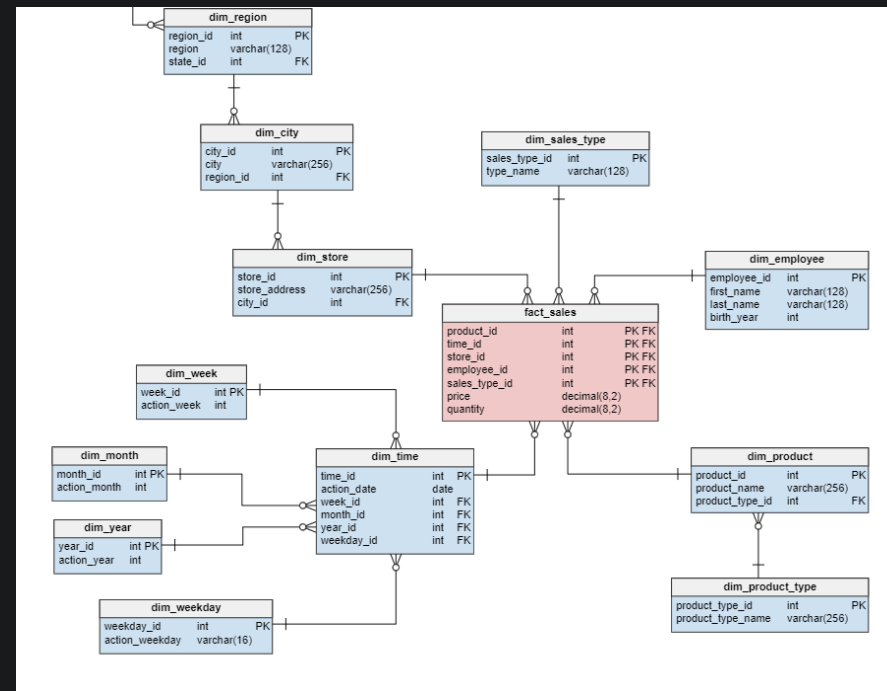 dim_region
region_id int PK
region varchar(128)
state_id int FK
dim_city
city_id int PK
city varchar(256)
region_id int FK
dim_sales_type
sales_type_id int PK
type_name varchar(128)
dim_store
store_id int PK
store_address varchar(256)
city_id int FK
dim_employee
employee_id int PK
first_name varchar(128)
last_name varchar(128)
birth_year int
fact_sales
product_id int PK FK
time_id int PK FK
store_id int PK FK
employee_id int PK FK
sales_type_id int PK FK
price decimal(8,2)
quantity decimal(8,2)
dim_week
week_id int PK
action_week int
dim_month
month_id int PK
action_month int
dim_time
time_id int PK
action_date date
week_id int FK
month_id int FK
year_id int FK
weekday_id int FK
dim_product
product_id int PK
product_name varchar(256)
product_type_id int FK
dim_year
year_id int PK
action_year int
dim_weekday
weekday_id int PK
action_weekday varchar(16)
dim_product_type
product_type_id int PK
product_type_name varchar(256)